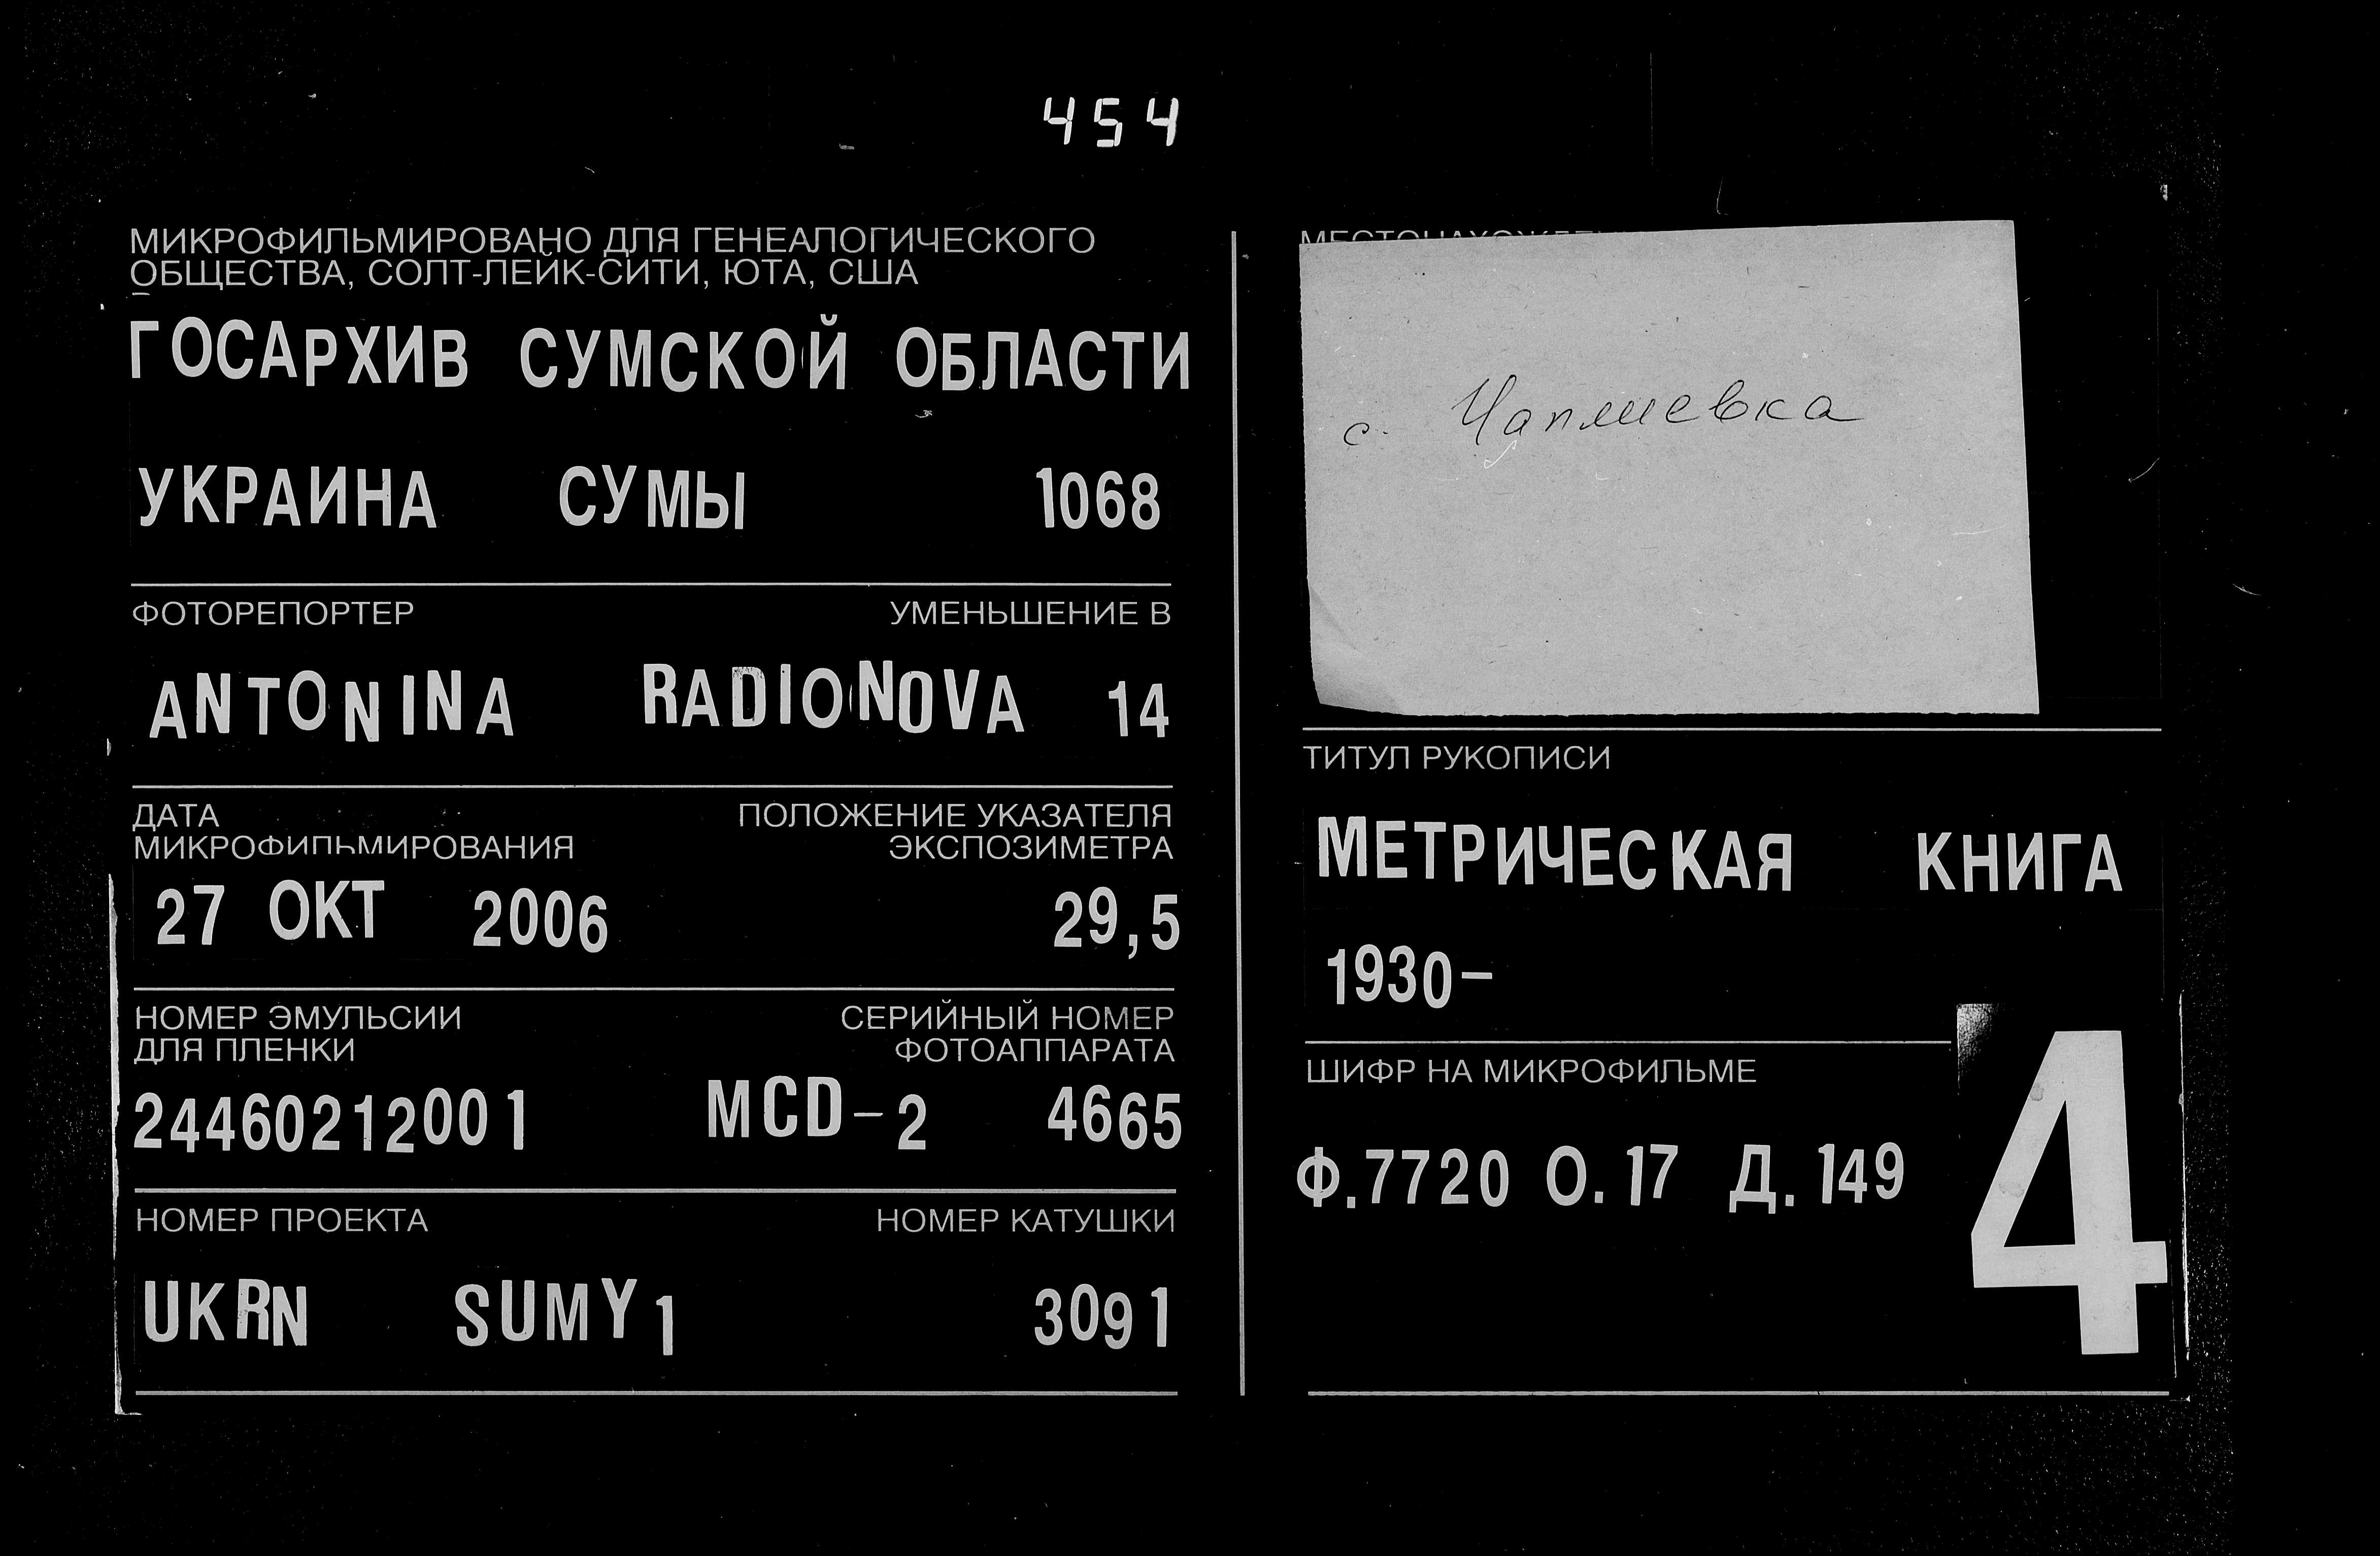 454
МИКРОФИЛЬМИРОВАНО ДЛЯ ГЕНЕАЛОГИЧЕСКОГО
ОБЩЕСТВА, СОЛТ-ЛЕЙК-СИТИ, ЮТА, США
ГОСАРХИВ СУМСКОЙ ОБЛАСТИ
УКРАИНА СУМЫ 1068
ФОТОРЕПОРТЕР УМЕНЬШЕНИЕ В
ANTONINA RADIONOVA 14
ДАТА ПОЛОЖЕНИЕ УКАЗАТЕЛЯ
МИКРОФИЛЬМИРОВАНИЯ ЭКСПОЗИМЕТРА
27 ОКТ 2006 29,5
НОМЕР ЭМУЛЬСИИ СЕРИЙНЫЙ НОМЕР
ДЛЯ ПЛЕНКИ ФОТОАППАРАТА
24460212001 MCD-2 4665
НОМЕР ПРОЕКТА НОМЕР КАТУШКИ
UKRN SUMY1 3091
с.
ТИТУЛ РУКОПИСИ
МЕТРИЧЕСКАЯ КНИГА
1930-
ШИФР НА МИКРОФИЛЬМЕ
Ф.7720 О.17 Д.149
4